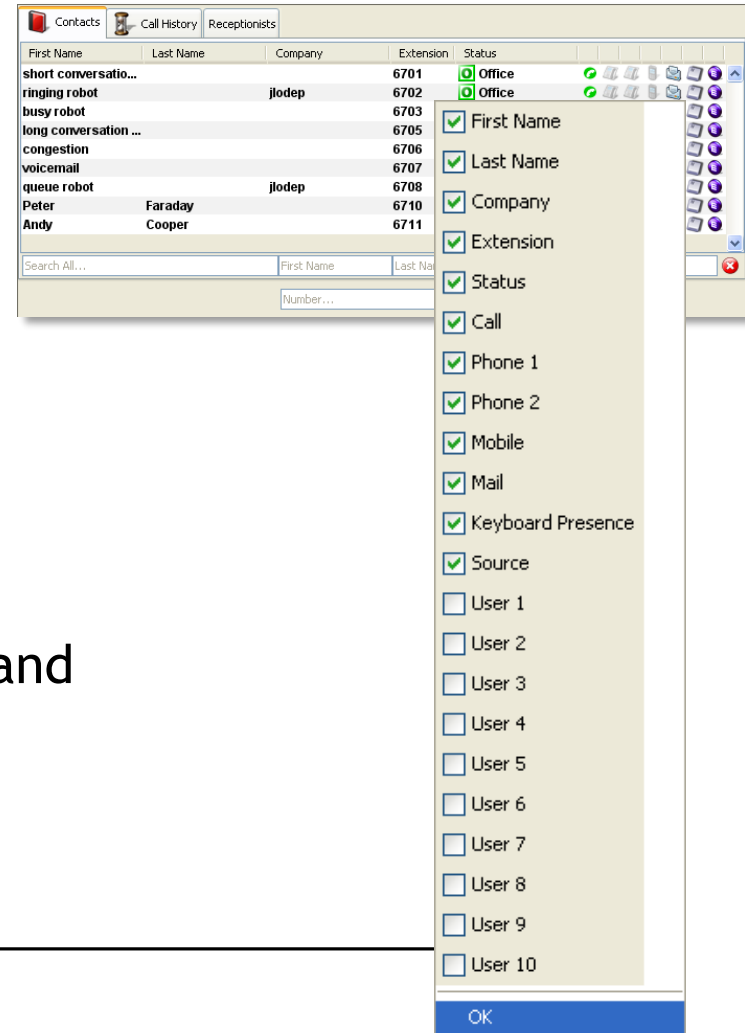 Contacts Call History Receptionists
First Name Last Name Company Extension Status
short conversatio... 6701 Office
ringing robot jlodep 6702 Office
busy robot 6703
long conversation ... 6705
congestion 6706
voicemail 6707
queue robot jlodep 6708
Peter Faraday 6710
Andy Cooper 6711
Search All... First Name Last Na
Number...
First Name
Last Name
Company
Extension
Status
Call
Phone 1
Phone 2
Mobile
Mail
Keyboard Presence
Source
User 1
User 2
User 3
User 4
User 5
User 6
User 7
User 8
User 9
User 10
OK
and